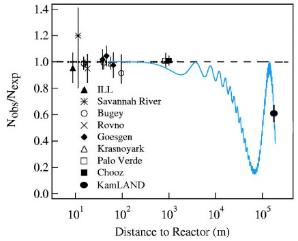 1.4
1.2
1.0
0.8
0.6
0.4
0.2
0.0
Nobs/Nexp
ILL
Savannah River
Bugey
Rovno
Goesgen
Krasnoyark
Palo Verde
Chooz
KamLAND
10¹ 10² 10³ 10⁴ 10⁵
Distance to Reactor (m)